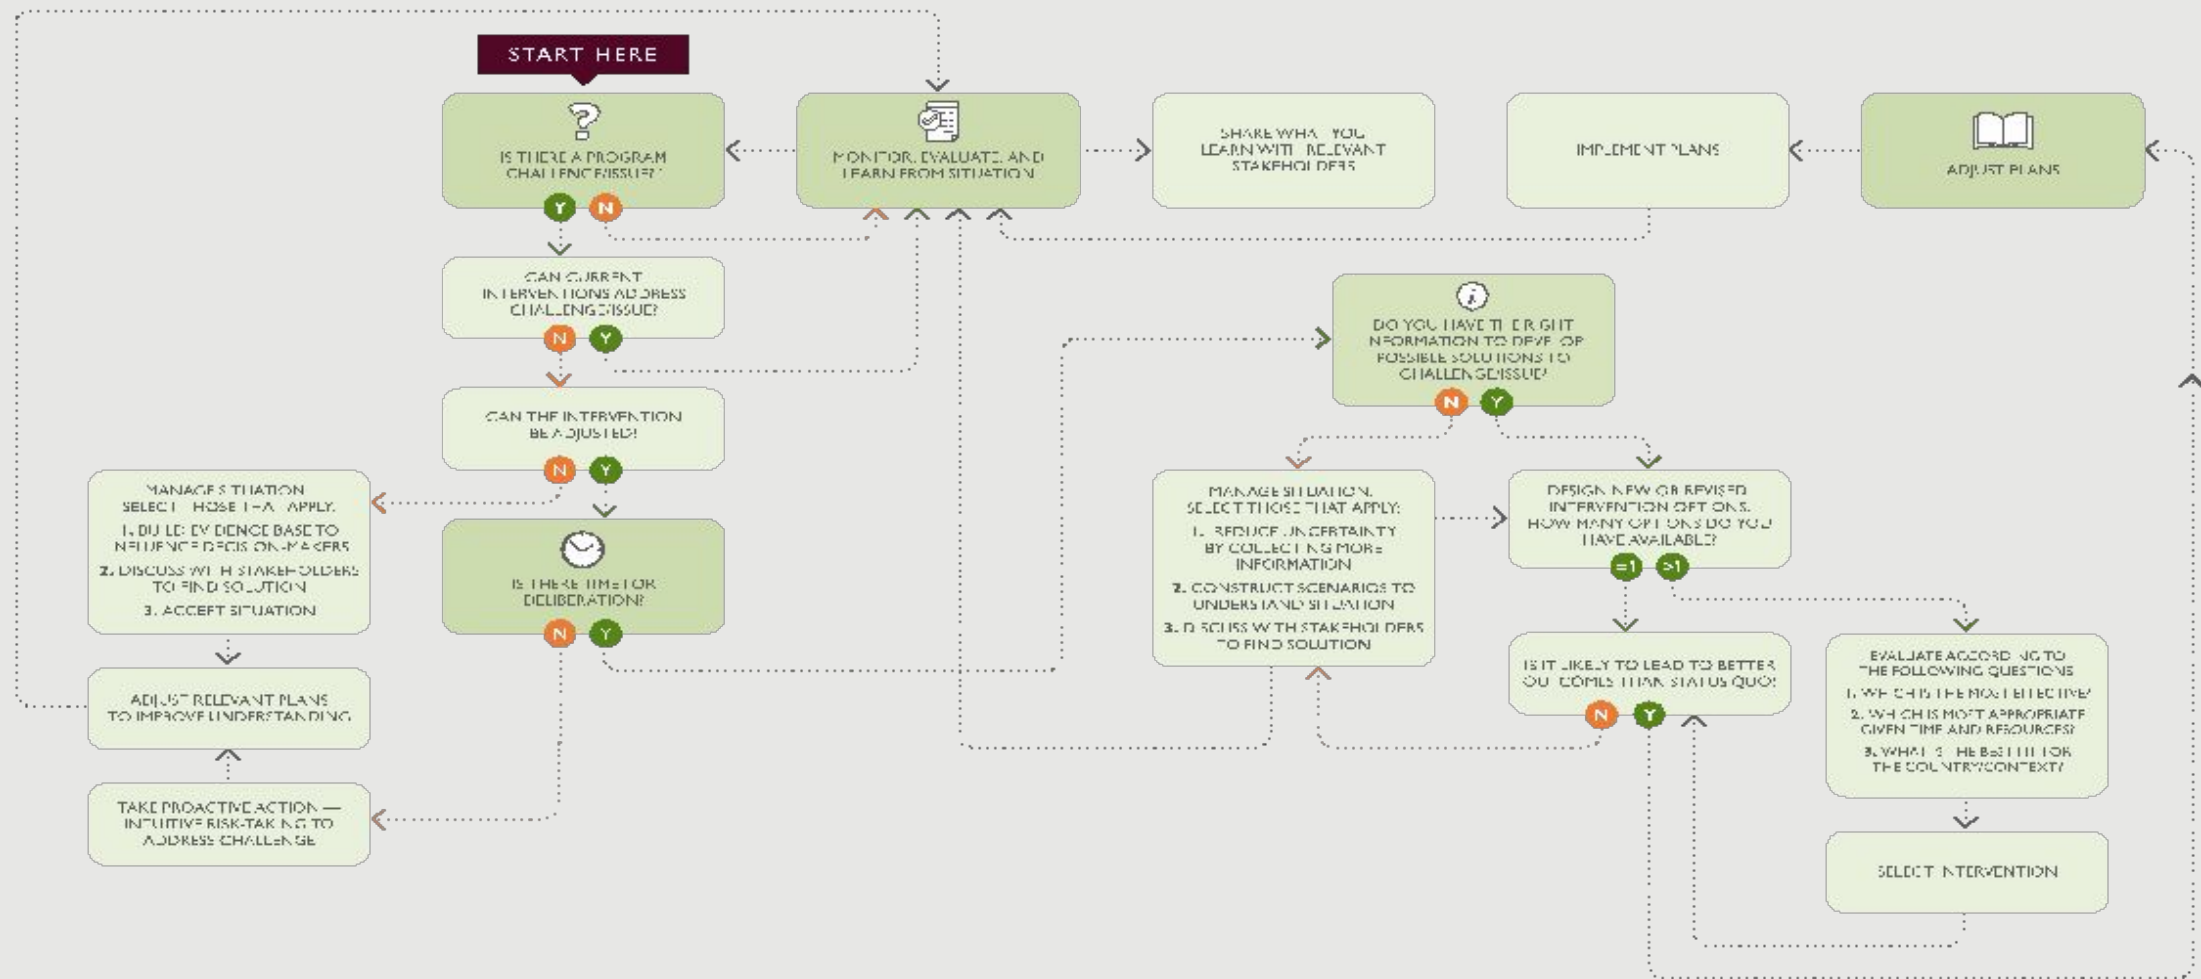 START HERE
IS THERE A PROGRAM
CHALLENGE/ISSUE?
Y N
MONITOR, EVALUATE, AND
LEARN FROM SITUATION
SHARE WHAT YOU
LEARN WITH RELEVANT
STAKEHOLDERS
IMPLEMENT PLANS
ADJUST PLANS
CAN CURRENT
INTERVENTIONS ADDRESS
CHALLENGE/ISSUE?
N Y
CAN THE INTERVENTION
BE ADJUSTED?
N Y
IS THERE TIME FOR
DELIBERATION?
N Y
MANAGE SITUATION.
SELECT THOSE THAT APPLY:
1. BUILD EVIDENCE BASE TO
INFLUENCE DECISION-MAKERS
2. DISCUSS WITH STAKEHOLDERS
TO FIND SOLUTION
3. ACCEPT SITUATION
ADJUST RELEVANT PLANS
TO IMPROVE UNDERSTANDING
TAKE PROACTIVE ACTION —
INTUITIVE RISK-TAKING TO
ADDRESS CHALLENGE
i
DO YOU HAVE THE RIGHT
INFORMATION TO DEVELOP
POSSIBLE SOLUTIONS TO
CHALLENGE/ISSUE?
N Y
MANAGE SITUATION.
SELECT THOSE THAT APPLY:
1. REDUCE UNCERTAINTY
BY COLLECTING MORE
INFORMATION
2. CONSTRUCT SCENARIOS TO
UNDERSTAND SITUATION
3. DISCUSS WITH STAKEHOLDERS
TO FIND SOLUTION
DESIGN NEW OR REVISED
INTERVENTION OPTIONS.
HOW MANY OPTIONS DO YOU
HAVE AVAILABLE?
=1 >1
IS IT LIKELY TO LEAD TO BETTER
OUTCOMES THAN STATUS QUO?
N Y
EVALUATE ACCORDING TO
THE FOLLOWING QUESTIONS
1. WHICH IS THE MOST EFFECTIVE?
2. WHICH IS MOST APPROPRIATE
GIVEN TIME AND RESOURCES?
3. WHAT IS THE BEST FIT FOR
THE COUNTRY/CONTEXT?
SELECT INTERVENTION